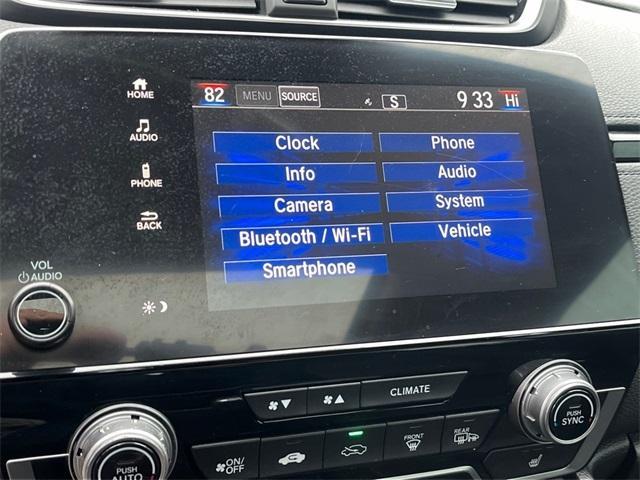 82 MENU SOURCE S 9 33 Hi
HOME
AUDIO
PHONE
BACK
Clock Phone
Info Audio
Camera System
Bluetooth / Wi-Fi Vehicle
Smartphone
VOL
AUDIO
CLIMATE
ON/
OFF
FRONT
REAR
PUSH
AUTO
PUSH
SYNC